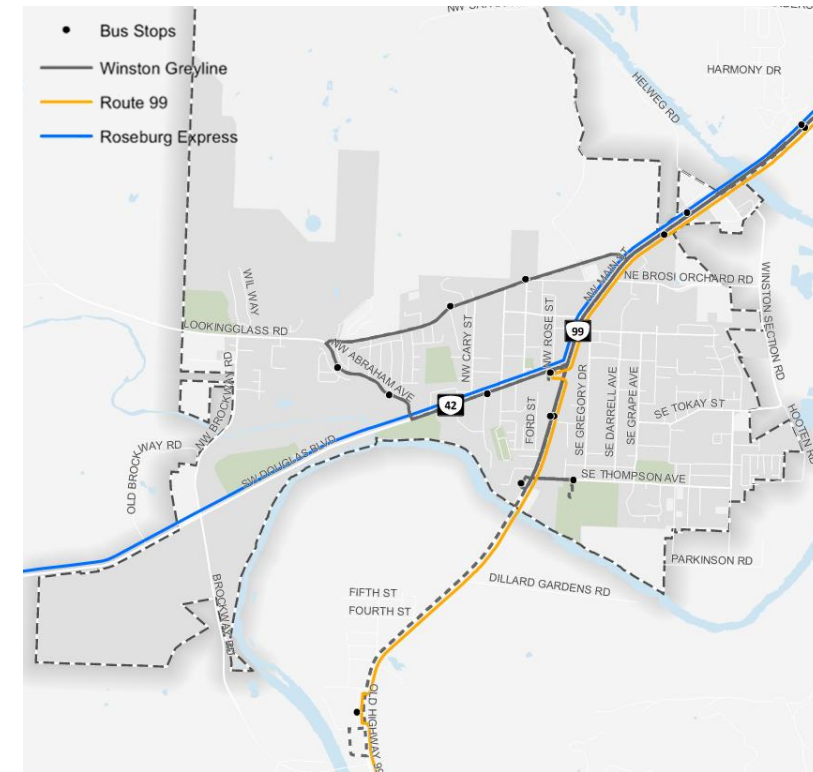 Bus Stops
Winston Greyline
Route 99
Roseburg Express
HARMONY DR
HELWEG RD
NW MAIN ST
NE BROSI ORCHARD RD
WINSTON SECTION RD
WIL WAY
LOOKINGGLASS RD
NW ABRAHAM AVE
NW CARY ST
NW ROSE ST
99
NW BROCKWAY RD
42
FORD ST
SE GREGORY DR
SE DARRELL AVE
SE GRAPE AVE
SE TOKAY ST
HOOTEN RD
OLD BROCKWAY RD
SW DOUGLAS BLVD
SE THOMPSON AVE
PARKINSON RD
DILLARD GARDENS RD
BROCKWAY RD
FIFTH ST
FOURTH ST
OLD HIGHWAY 99